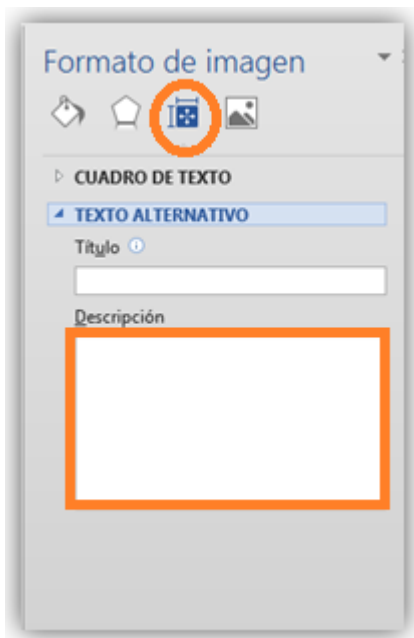 Formato de imagen
CUADRO DE TEXTO
TEXTO ALTERNATIVO
Título
Descripción